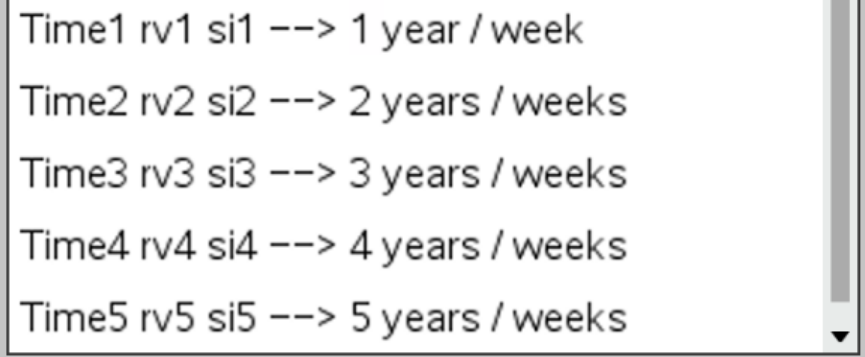 Time1 rv1 si1 ––> 1 year / week
Time2 rv2 si2 ––> 2 years / weeks
Time3 rv3 si3 ––> 3 years / weeks
Time4 rv4 si4 ––> 4 years / weeks
Time5 rv5 si5 ––> 5 years / weeks